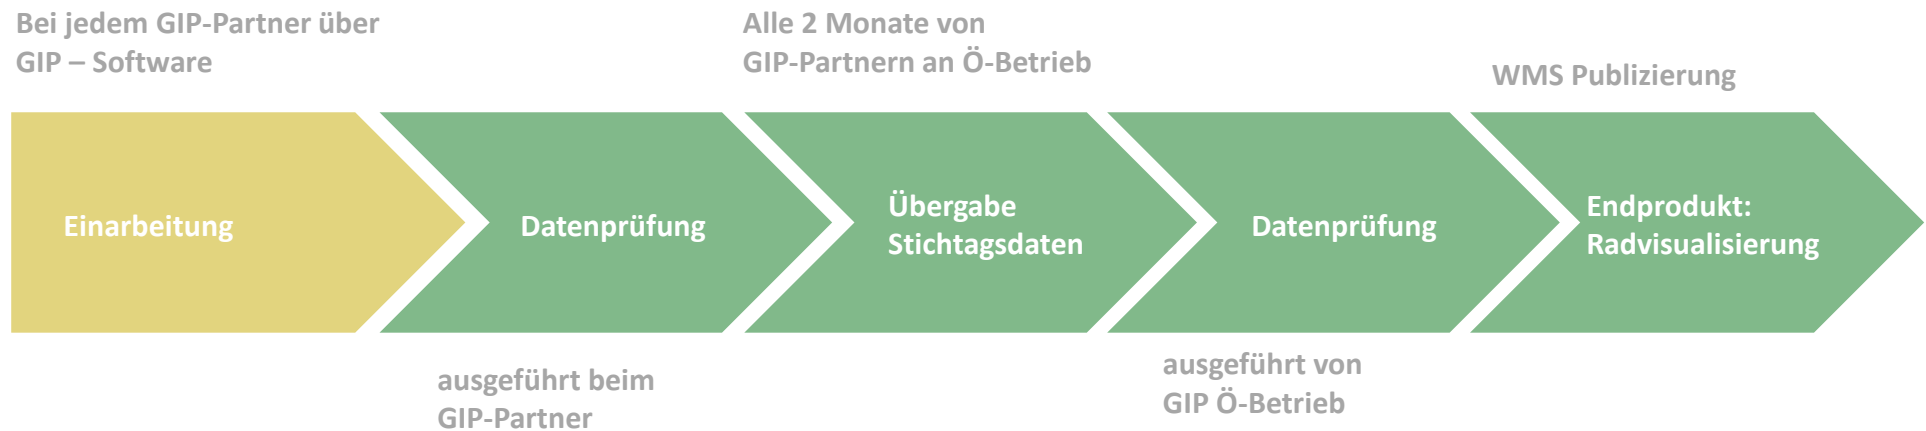 Bei jedem GIP-Partner über
GIP – Software
Alle 2 Monate von
GIP-Partnern an Ö-Betrieb
WMS Publizierung
Einarbeitung
Datenprüfung
Übergabe
Stichtagsdaten
Datenprüfung
Endprodukt:
Radvisualisierung
ausgeführt beim
GIP-Partner
ausgeführt von
GIP Ö-Betrieb